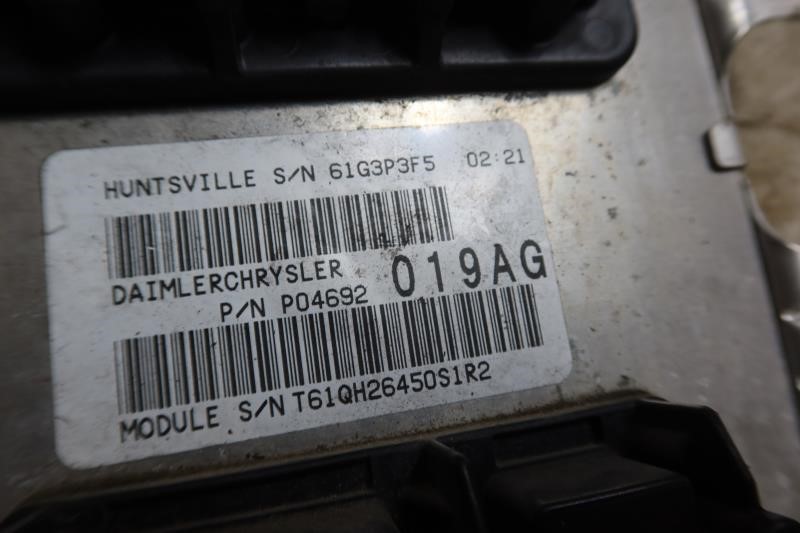 HUNTSVILLE S/N 61G3P3F5 02:21
DAIMLERCHRYSLER
P/N P04692 019AG
MODULE S/N T61QH26450S1R2